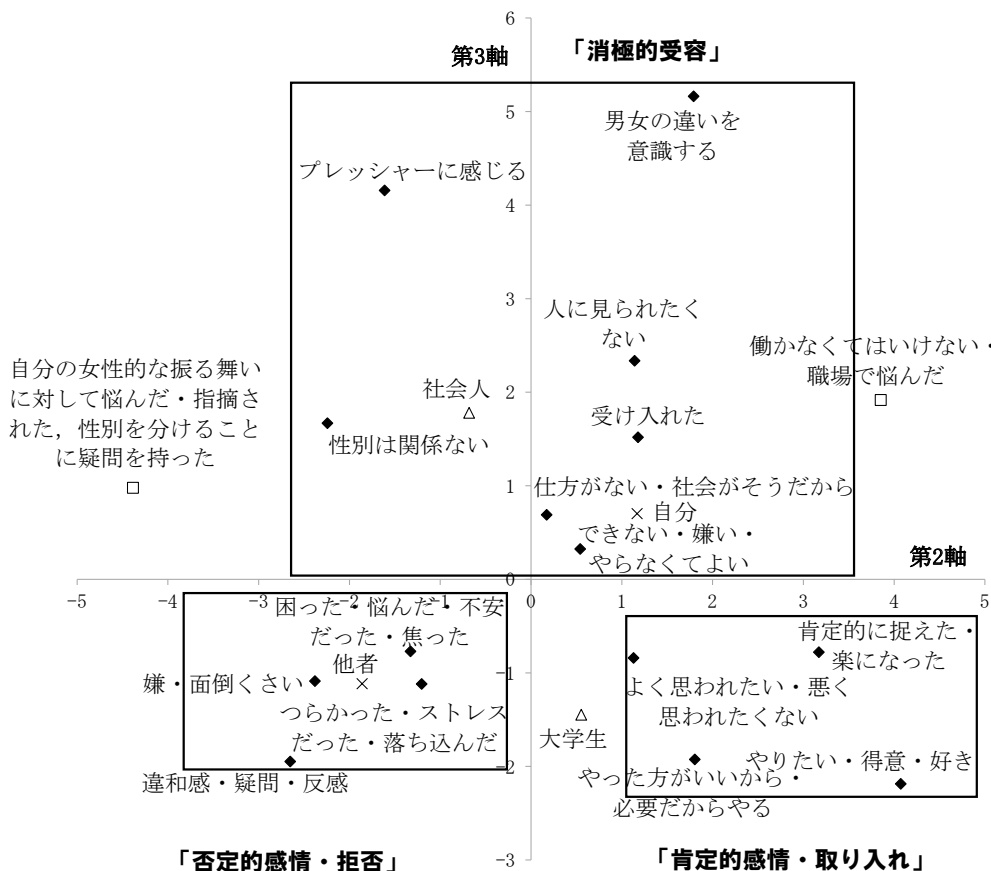 6
「消極的受容」
第3軸
5
男女の違いを
意識する
プレッシャーに感じる
4
3
人に見られたく
ない
自分の女性的な振る舞い
に対して悩んだ・指摘さ
れた，性別を分けること
に疑問を持った
働かなくてはいけない・
職場で悩んだ
2
社会人
受け入れた
性別は関係ない
1
仕方がない・社会がそうだから
自分
できない・嫌い・
やらなくてよい
第2軸
0
-5
-4
-3
-2
-1
0
1
2
3
4
5
困った・悩んだ・不安
だった・焦った
他者
嫌・面倒くさい
つらかった・ストレス
だった・落ち込んだ
違和感・疑問・反感
-1
肯定的に捉えた・
楽になった
よく思われたい・悪く
思われたくない
大学生
-2
やりたい・得意・好き
やった方がいいから・
必要だからやる
-3
「否定的感情・拒否」
「肯定的感情・取り入れ」